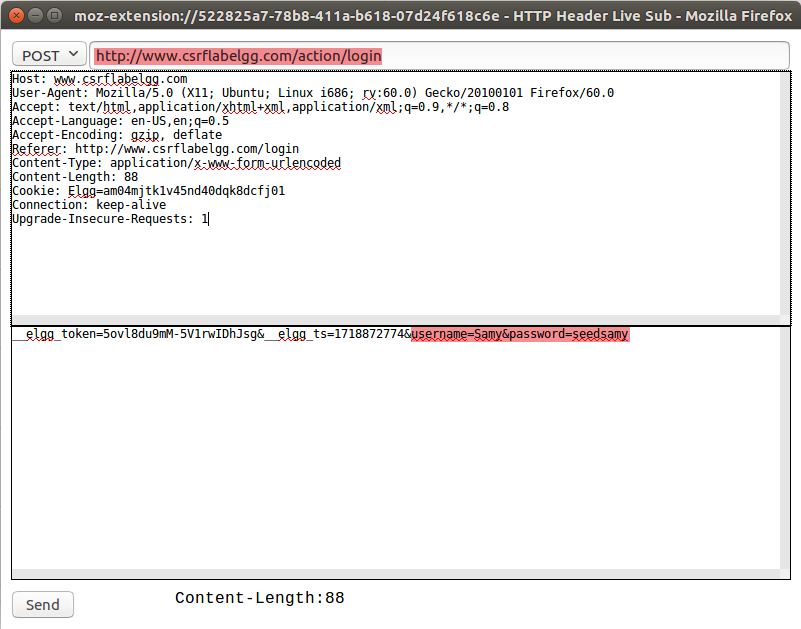 moz-extension://522825a7-78b8-411a-b618-07d24f618c6e - HTTP Header Live Sub - Mozilla Firefox
POST http://www.csrflabelgg.com/action/login
Host: www.csrflabelgg.com
User-Agent: Mozilla/5.0 (X11; Ubuntu; Linux i686; rv:60.0) Gecko/20100101 Firefox/60.0
Accept: text/html,application/xhtml+xml,application/xml;q=0.9,*/*;q=0.8
Accept-Language: en-US,en;q=0.5
Accept-Encoding: gzip, deflate
Referer: http://www.csrflabelgg.com/login
Content-Type: application/x-www-form-urlencoded
Content-Length: 88
Cookie: Elgg=am04mjtk1v45nd40dqk8dcfj01
Connection: keep-alive
Upgrade-Insecure-Requests: 1
__elgg_token=5ovl8du9mM-5V1rwIDhJsg&__elgg_ts=1718872774&username=Samy&password=seedsamy
Send Content-Length:88